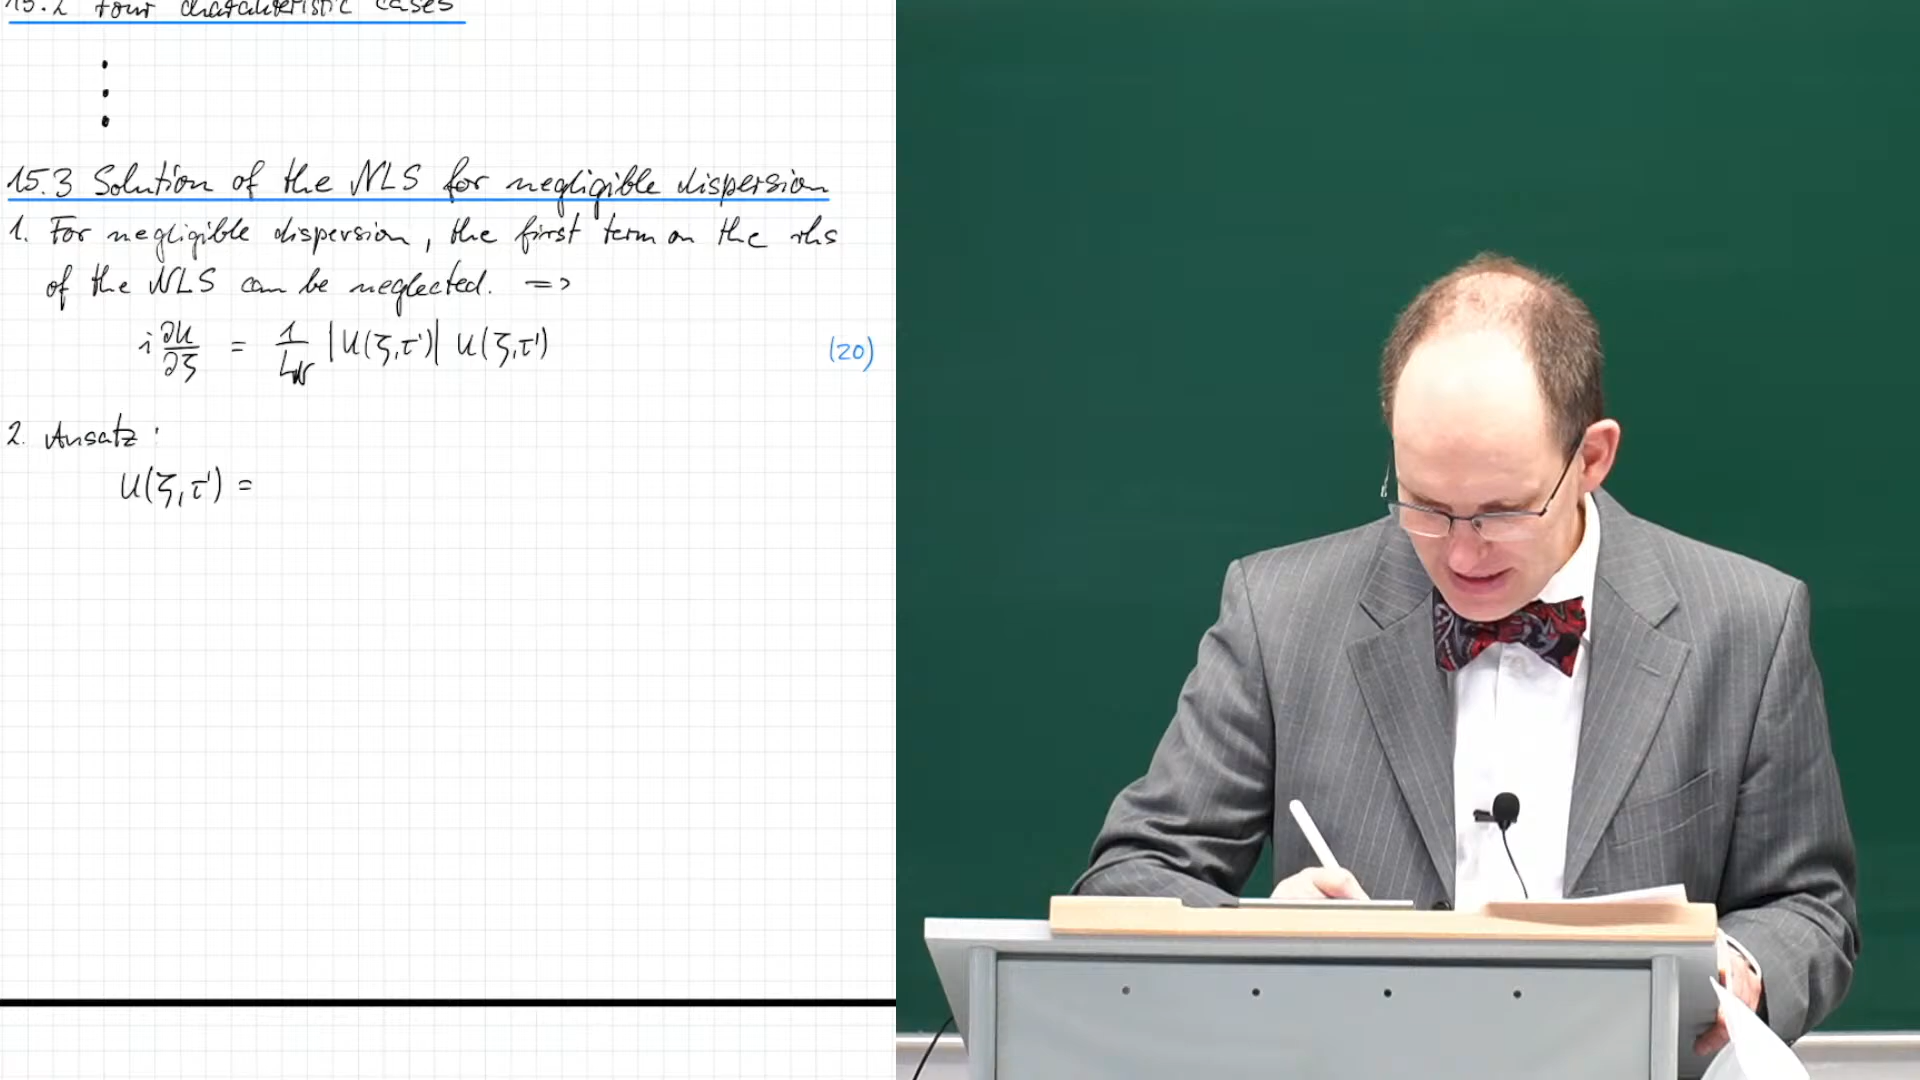 15.2 Four characteristic cases
15.3 Solution of the NLS for negligible dispersion
1. For negligible dispersion, the first term on the rhs
of the NLS can be neglected. =>
i ∂u/∂ζ = 1/L_N |u(ζ,τ')| u(ζ,τ') (20)
2. Ansatz:
u(ζ,τ') =